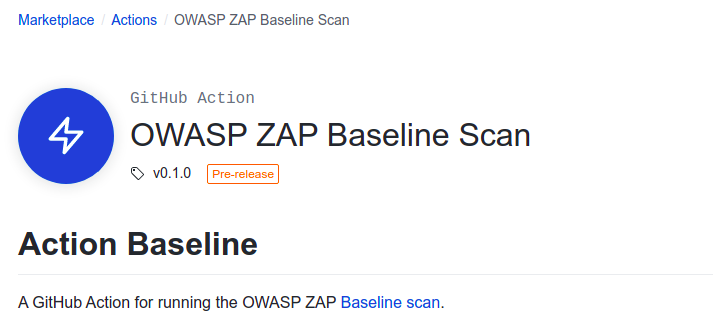 Marketplace / Actions / OWASP ZAP Baseline Scan
GitHub Action
OWASP ZAP Baseline Scan
v0.1.0 Pre-release
Action Baseline
A GitHub Action for running the OWASP ZAP Baseline scan.